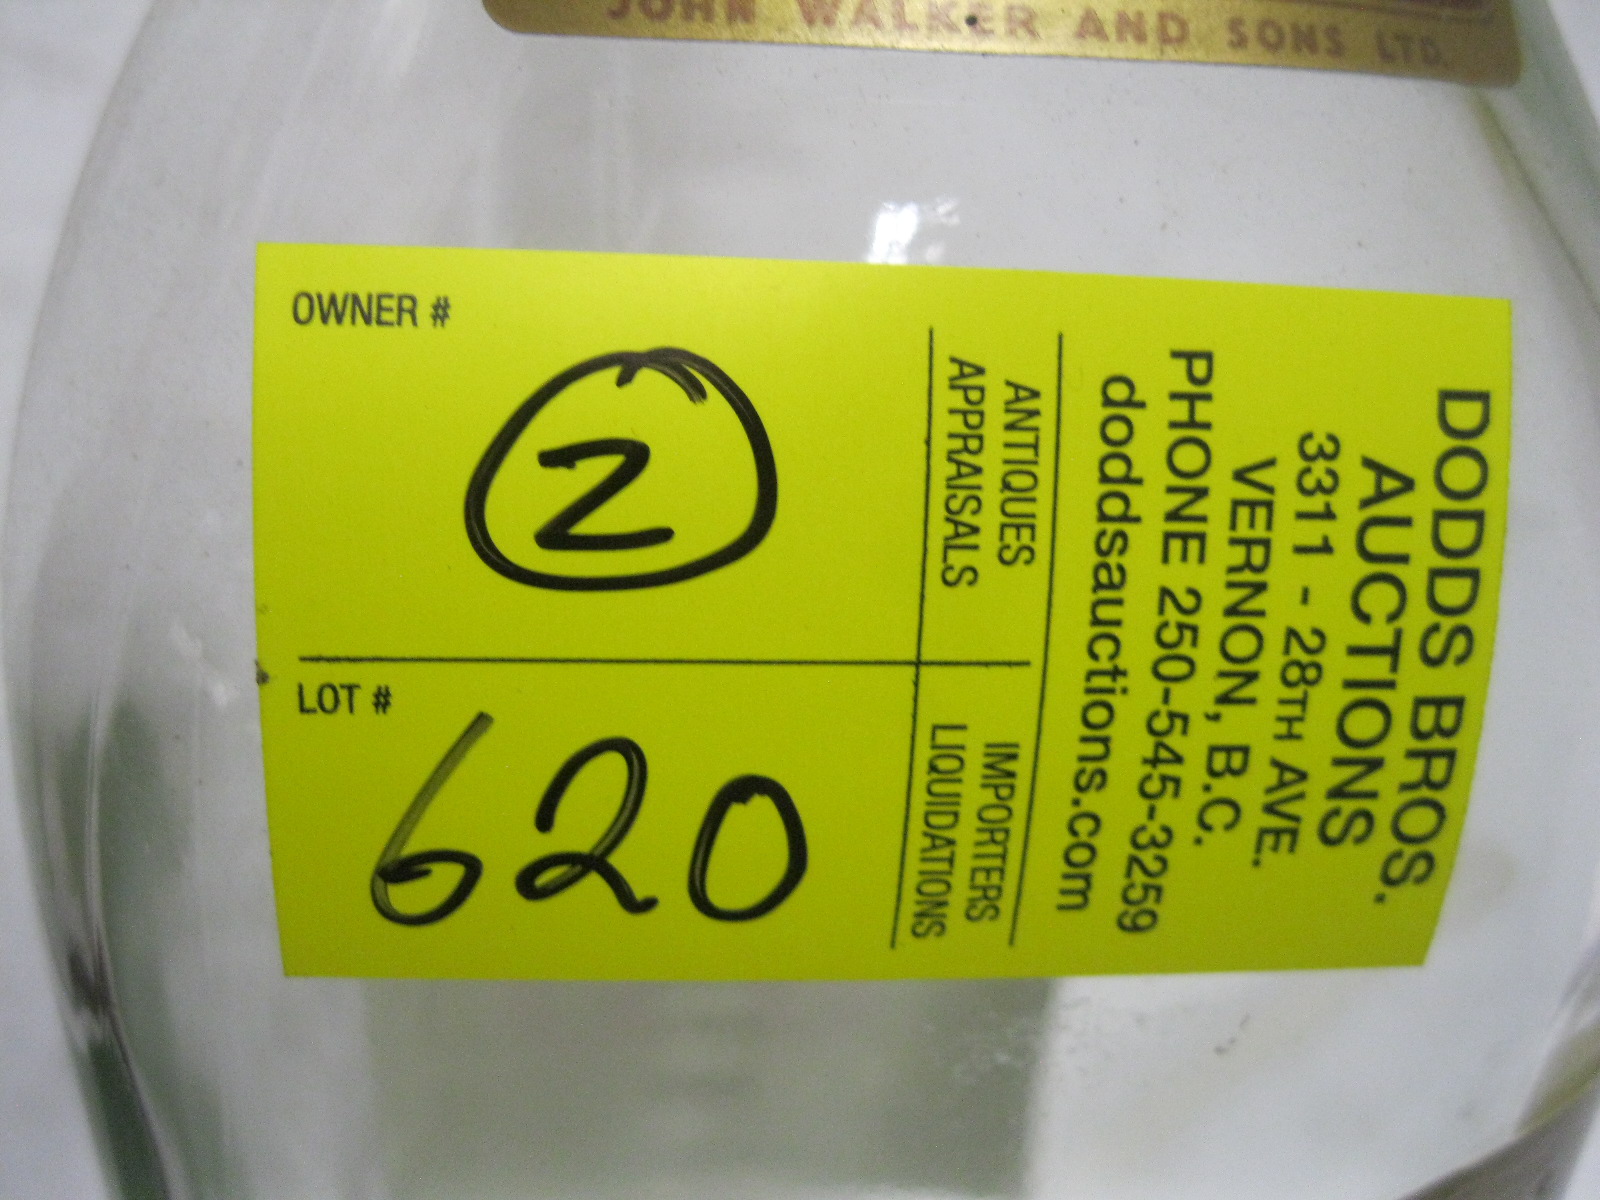 JOHN WALKER AND SONS LTD.
DODDS BROS.
AUCTIONS
3311 - 28TH AVE.
VERNON, B.C.
PHONE 250-545-3259
doddsauctions.com
ANTIQUES
APPRAISALS
IMPORTERS
LIQUIDATIONS
OWNER #
2
LOT #
620